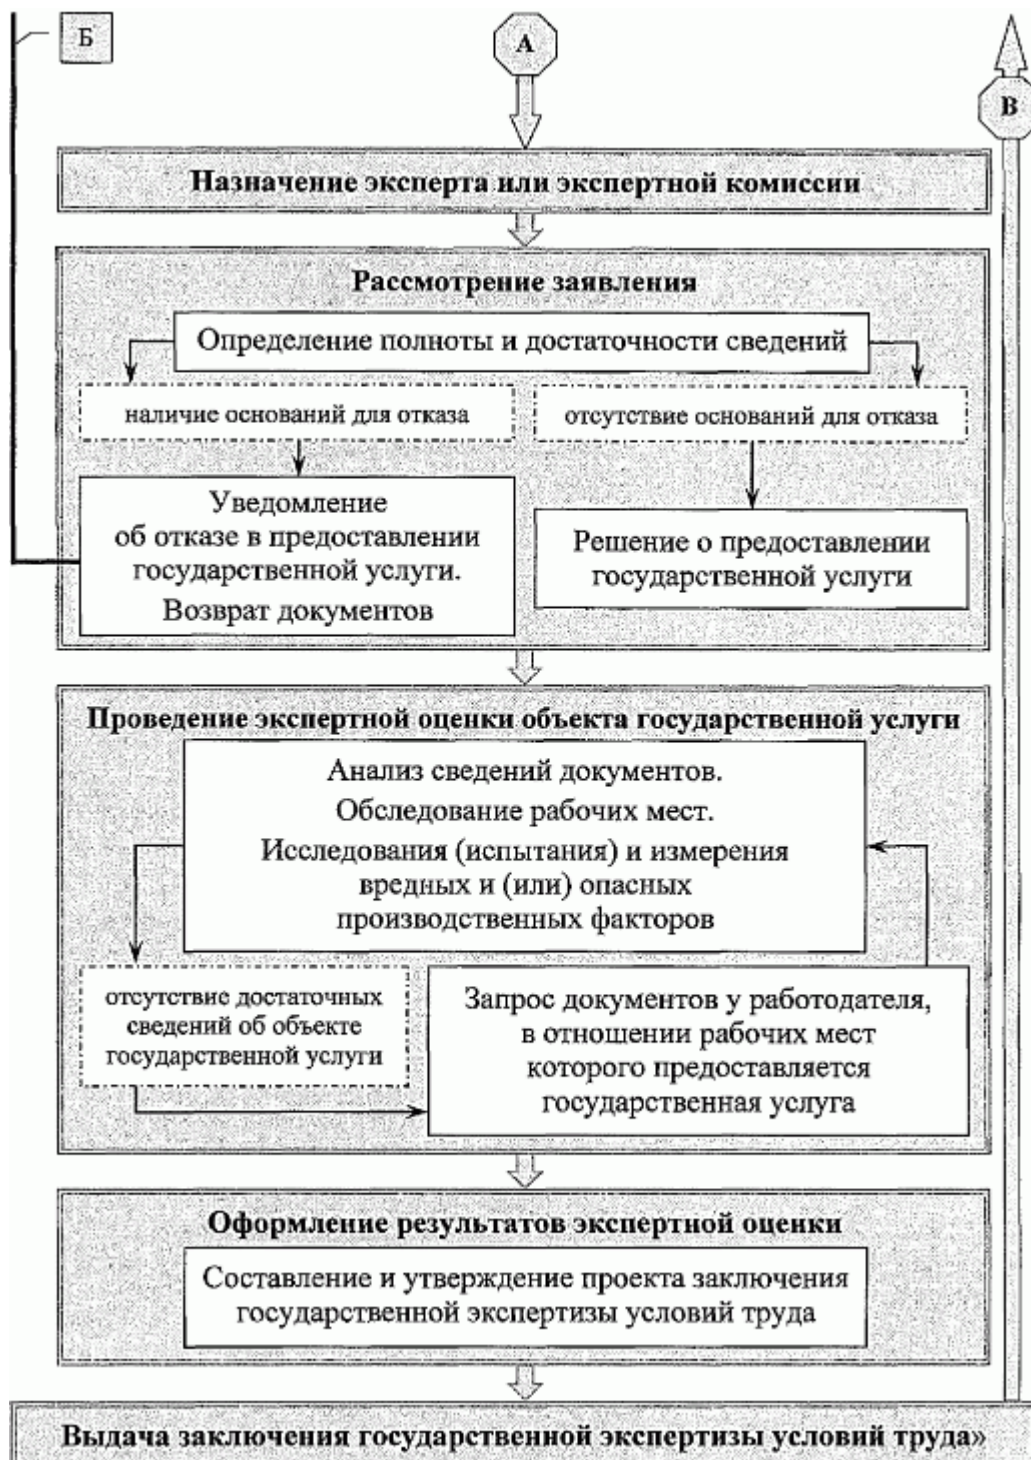 Б
А
В
Назначение эксперта или экспертной комиссии
Рассмотрение заявления
Определение полноты и достаточности сведений
наличие оснований для отказа
отсутствие оснований для отказа
Уведомление
об отказе в предоставлении
государственной услуги.
Возврат документов
Решение о предоставлении
государственной услуги
Проведение экспертной оценки объекта государственной услуги
Анализ сведений документов.
Обследование рабочих мест.
Исследования (испытания) и измерения
вредных и (или) опасных
производственных факторов
отсутствие достаточных
сведений об объекте
государственной услуги
Запрос документов у работодателя,
в отношении рабочих мест
которого предоставляется
государственная услуга
Оформление результатов экспертной оценки
Составление и утверждение проекта заключения
государственной экспертизы условий труда
Выдача заключения государственной экспертизы условий труда»